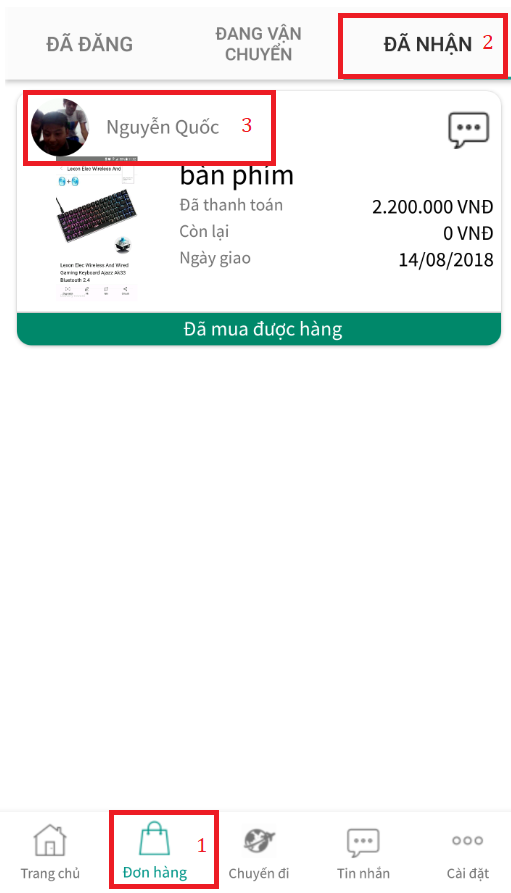 ĐÃ ĐĂNG
ĐANG VẬN
CHUYỂN
ĐÃ NHẬN 2
Nguyễn Quốc 3
Lexon Elec Wireless And
bàn phím
Đã thanh toán 2.200.000 VNĐ
Còn lại 0 VNĐ
Ngày giao 14/08/2018
Lexon Elec Wireless And Wired
Gaming Keyboard Ajazz AK33
Bluetooth 2.4
Đã mua được hàng
1
Trang chủ
Đơn hàng
Chuyến đi
Tin nhắn
Cài đặt